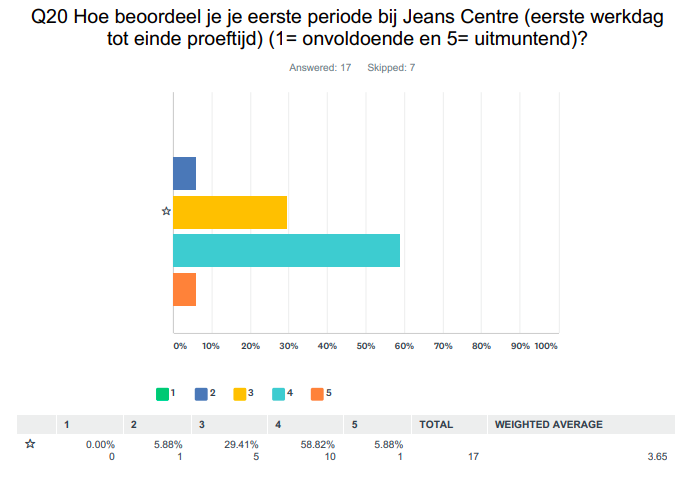 Q20 Hoe beoordeel je je eerste periode bij Jeans Centre (eerste werkdag
tot einde proeftijd) (1= onvoldoende en 5= uitmuntend)?
Answered: 17 Skipped: 7
0% 10% 20% 30% 40% 50% 60% 70% 80% 90% 100%
1 2 3 4 5
1 2 3 4 5 TOTAL WEIGHTED AVERAGE
0.00% 5.88% 29.41% 58.82% 5.88%
0 1 5 10 1 17 3.65